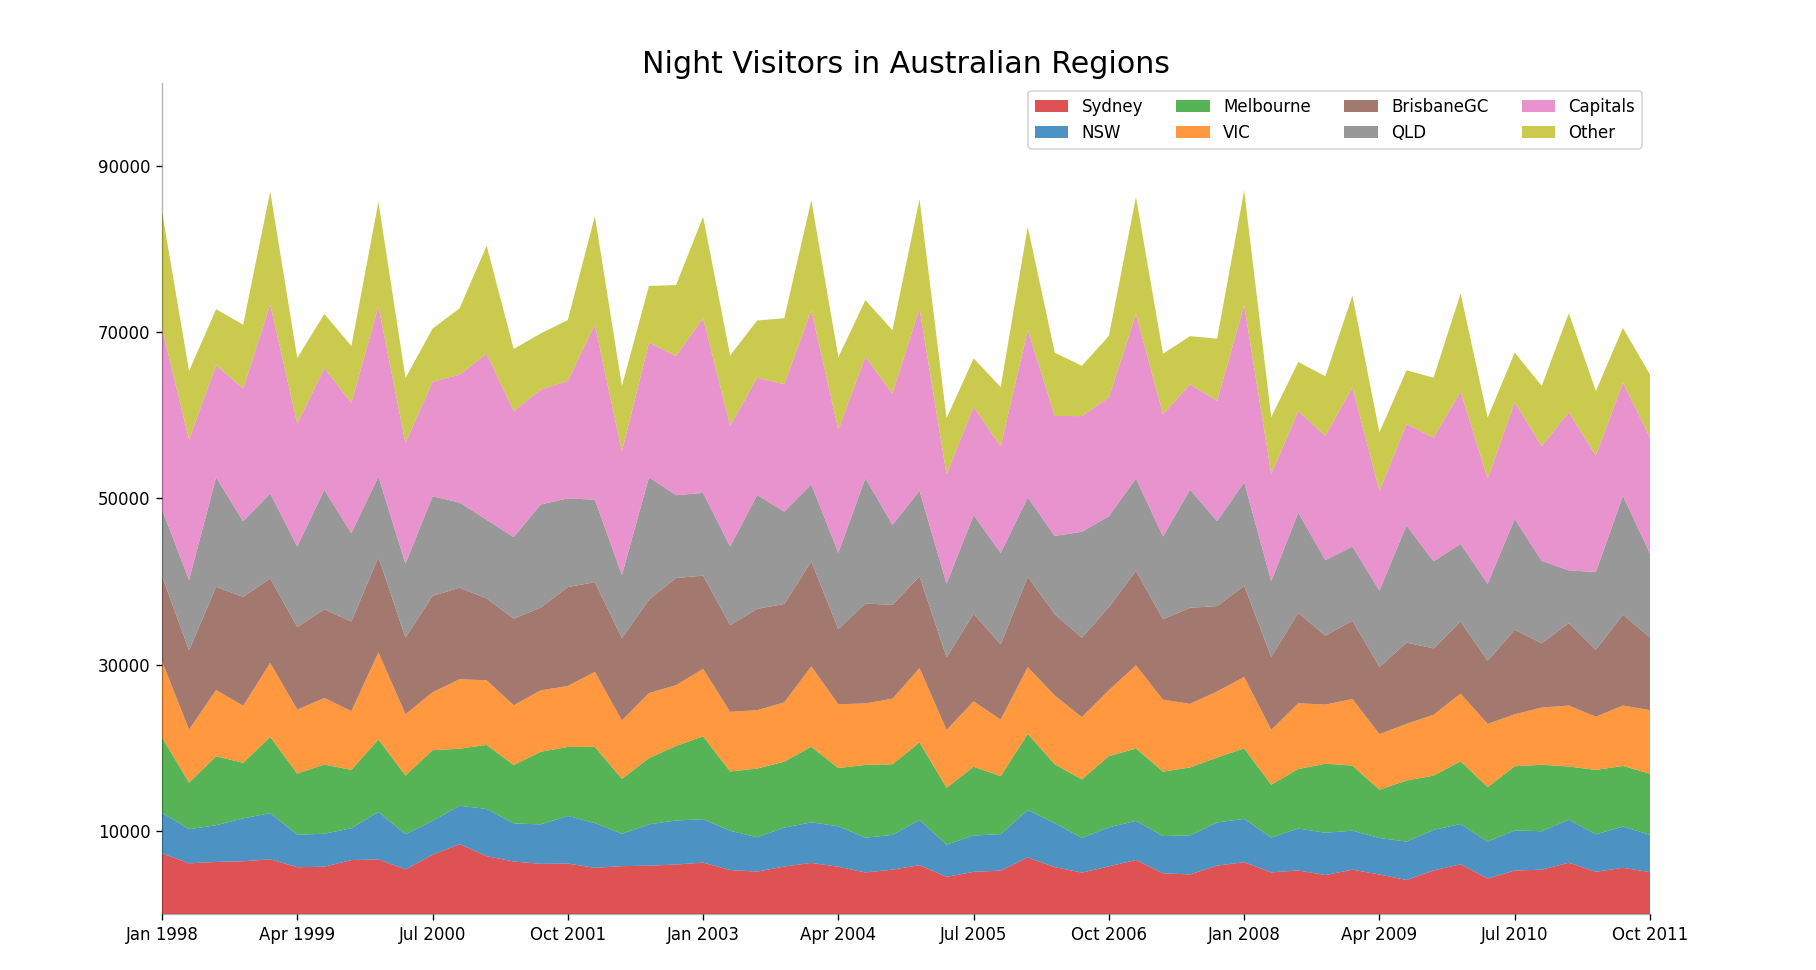 Night Visitors in Australian Regions
Sydney Melbourne BrisbaneGC Capitals
NSW VIC QLD Other
90000
70000
50000
30000
10000
Jan 1998 Apr 1999 Jul 2000 Oct 2001 Jan 2003 Apr 2004 Jul 2005 Oct 2006 Jan 2008 Apr 2009 Jul 2010 Oct 2011